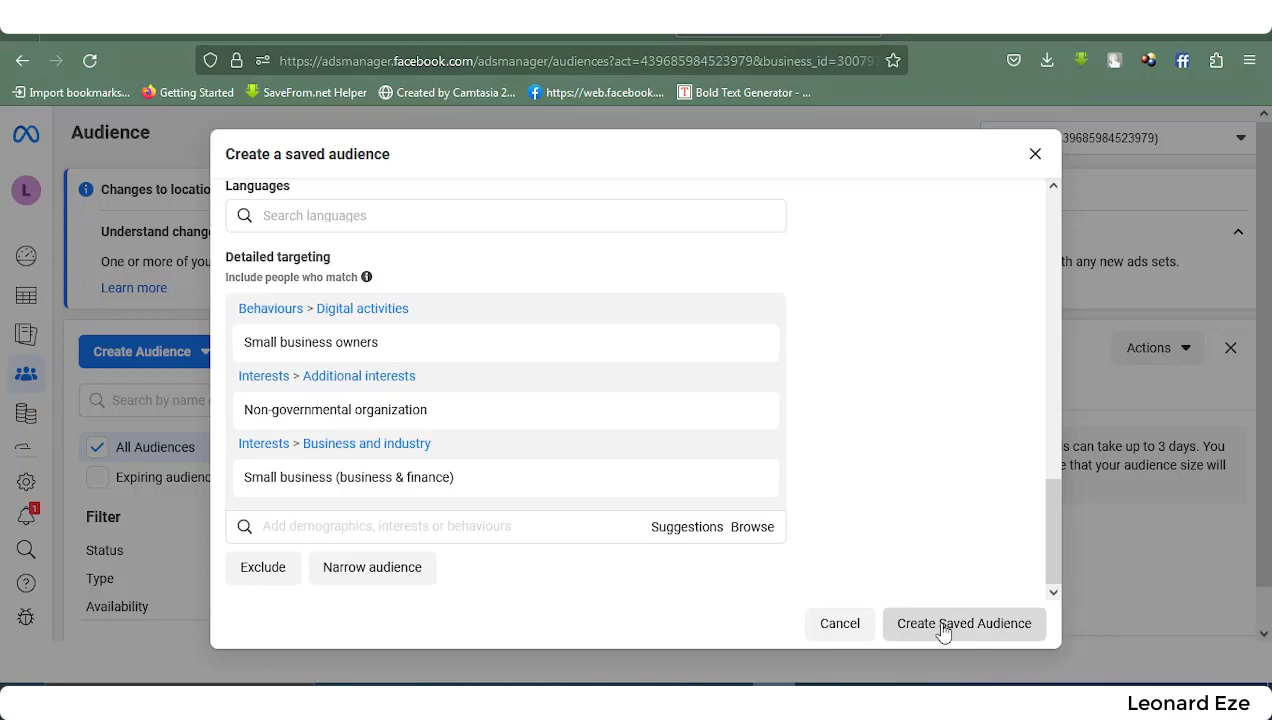 https://adsmanager.facebook.com/adsmanager/audiences?act=439685984523979&business_id=30079
Import bookmarks...
Getting Started
SaveFrom.net Helper
Created by Camtasia 2...
https://web.facebook....
Bold Text Generator - ...
Audience
39685984523979)
L
Changes to locatio
Understand chang
One or more of you
th any new ads sets.
Learn more
Create Audience
Actions
Search by name
All Audiences
s can take up to 3 days. You
e that your audience size will
Expiring audienc
Filter
Status
Type
Availability
1
Create a saved audience
Languages
Search languages
Detailed targeting
Include people who match
Behaviours > Digital activities
Small business owners
Interests > Additional interests
Non-governmental organization
Interests > Business and industry
Small business (business & finance)
Add demographics, interests or behaviours
Suggestions
Browse
Exclude
Narrow audience
Cancel
Create Saved Audience
Leonard Eze